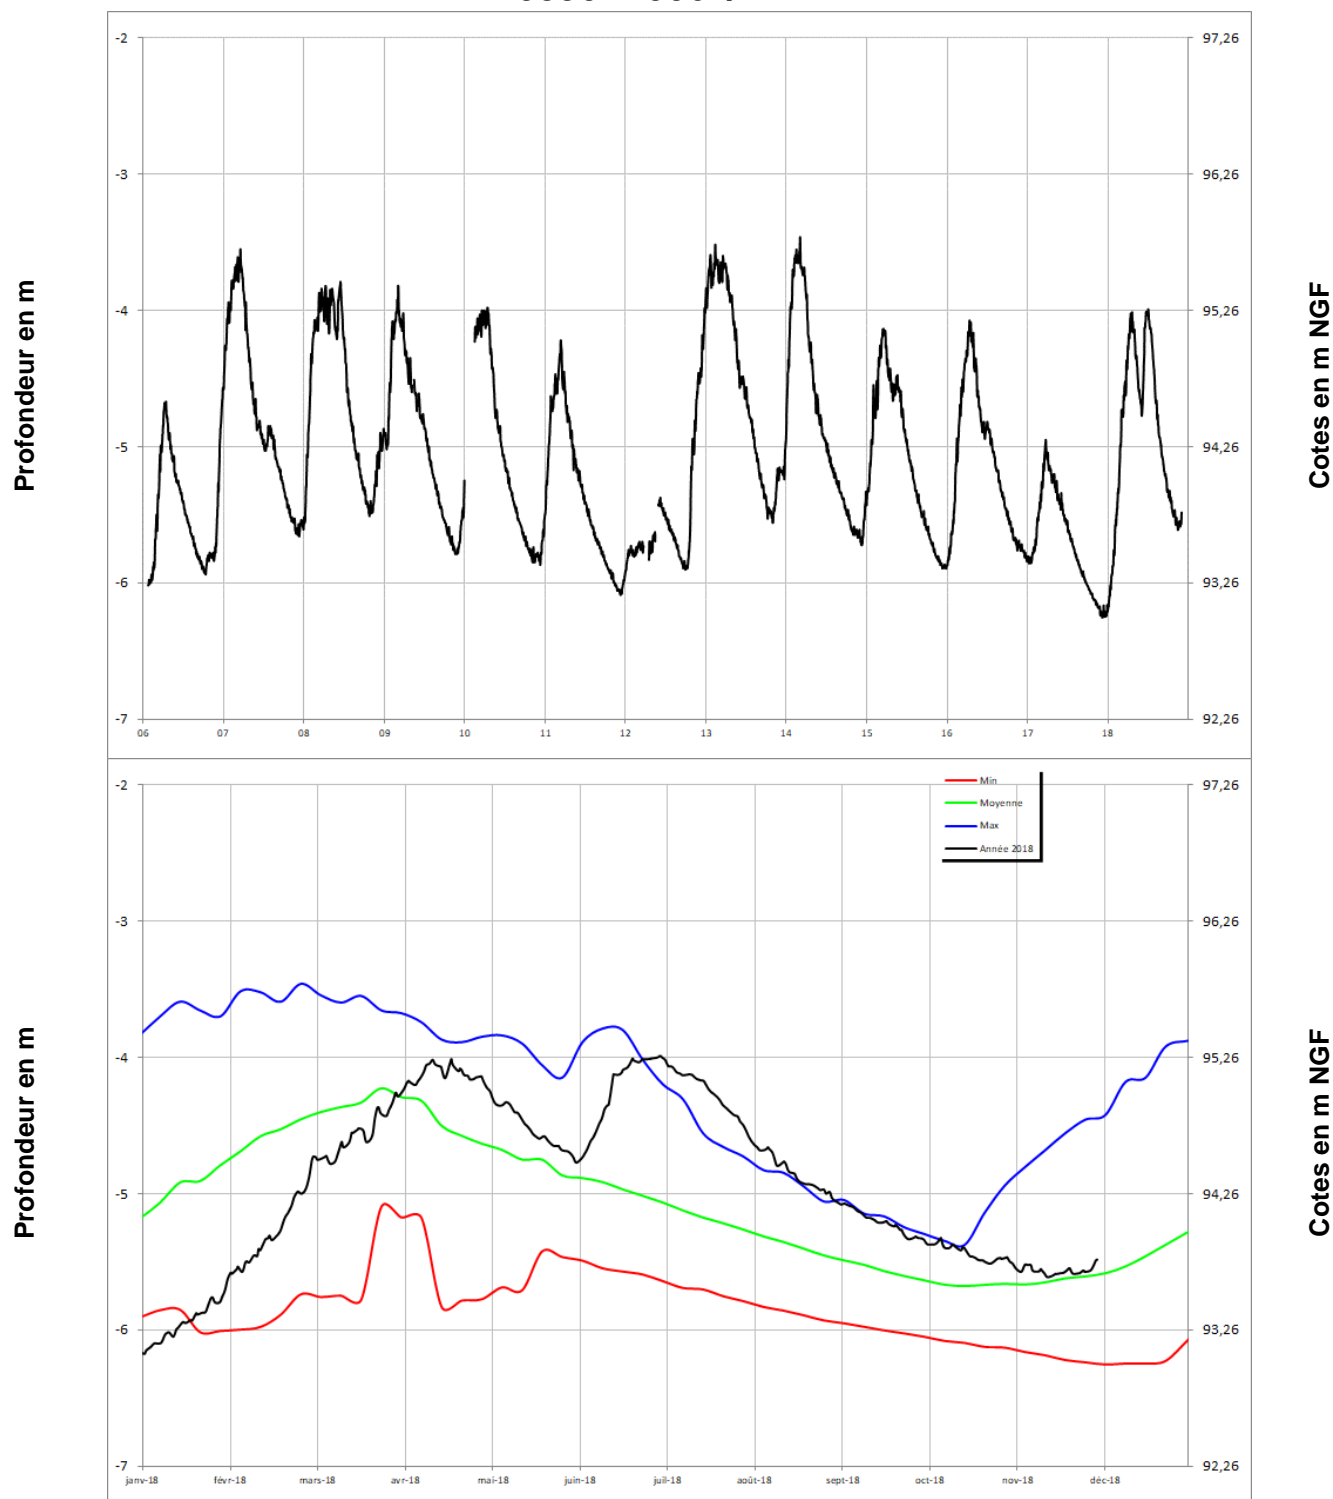 -2 97,26
-3 96,26
-4 95,26
-5 94,26
-6 93,26
-7 92,26
Profondeur en m
Cotes en m NGF
06 07 08 09 10 11 12 13 14 15 16 17 18
Min
Moyenne
Max
Année 2018
-2 97,26
-3 96,26
-4 95,26
-5 94,26
-6 93,26
-7 92,26
Profondeur en m
Cotes en m NGF
janv-18 févr-18 mars-18 avr-18 mai-18 juin-18 juil-18 août-18 sept-18 oct-18 nov-18 déc-18